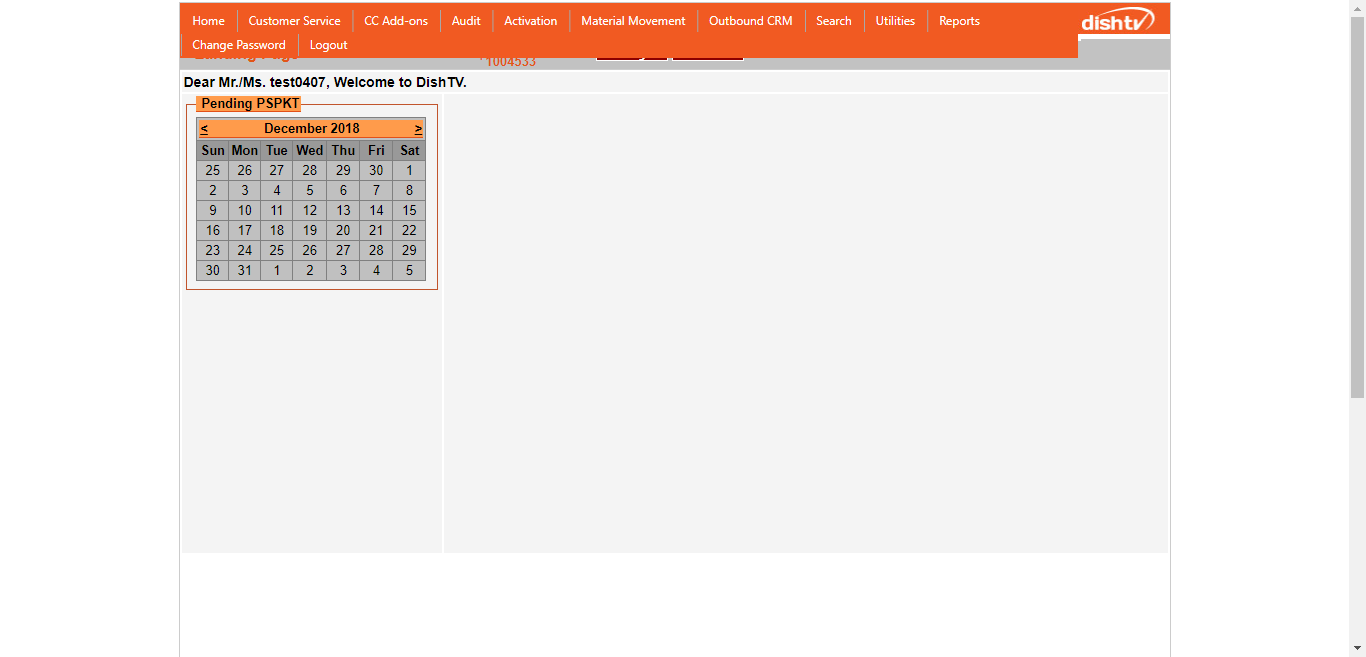 Home Customer Service CC Add-ons Audit Activation Material Movement Outbound CRM Search Utilities Reports dishtv
Change Password Logout
Landing Page 1004533
Dear Mr./Ms. test0407, Welcome to DishTV.
Pending PSPKT
< December 2018 >
Sun Mon Tue Wed Thu Fri Sat
25 26 27 28 29 30 1
2 3 4 5 6 7 8
9 10 11 12 13 14 15
16 17 18 19 20 21 22
23 24 25 26 27 28 29
30 31 1 2 3 4 5